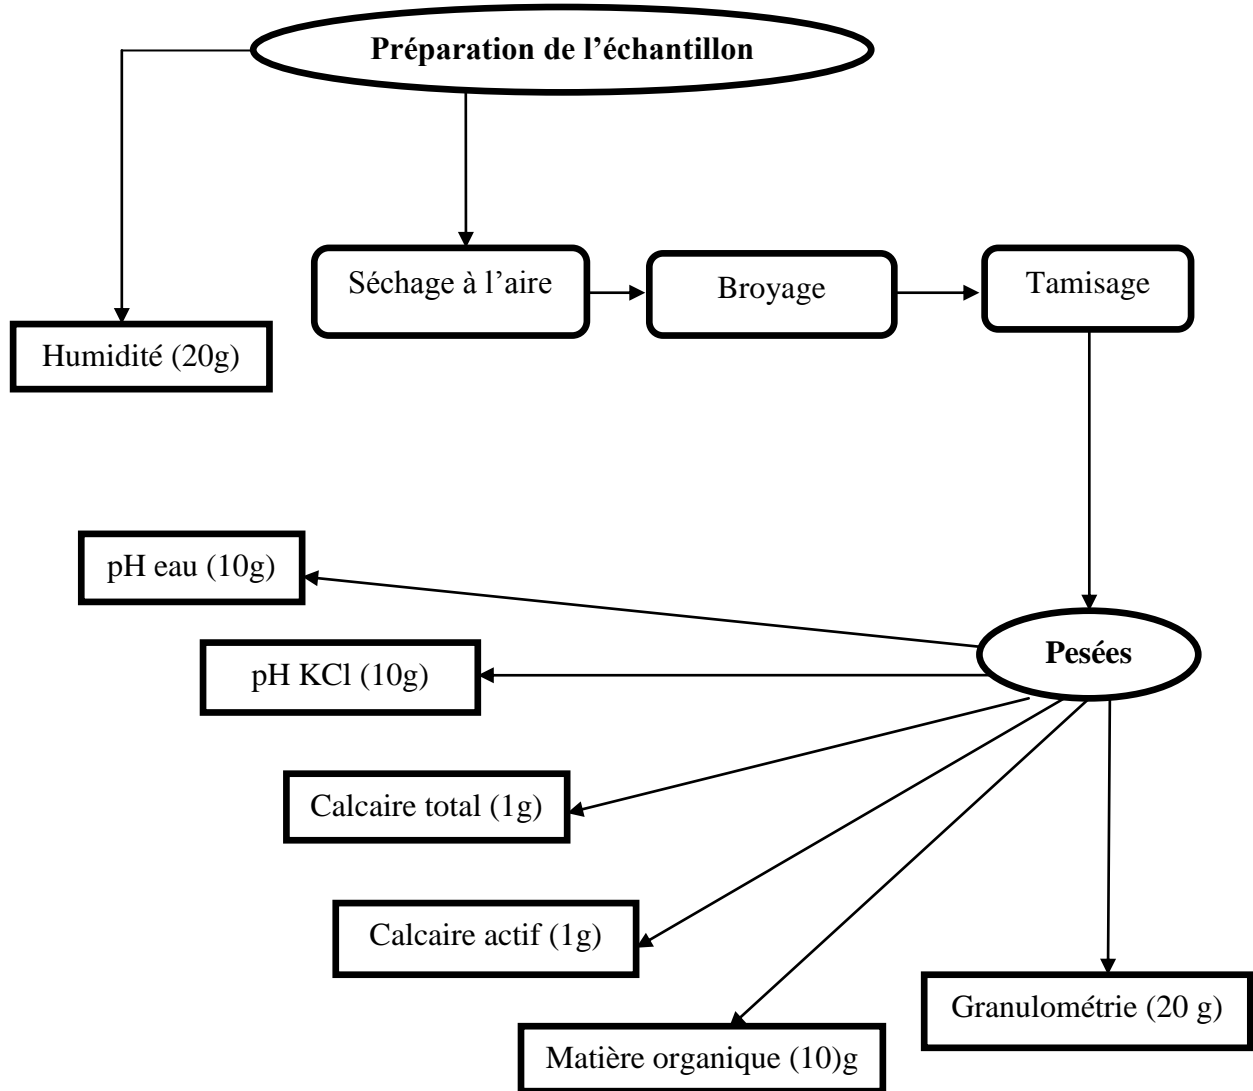 Préparation de l’échantillon
Séchage à l’aire
Broyage
Tamisage
Humidité (20g)
pH eau (10g)
Pesées
pH KCl (10g)
Calcaire total (1g)
Calcaire actif (1g)
Granulométrie (20 g)
Matière organique (10)g